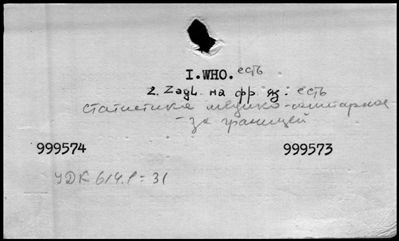 I.WHO. есть
2. Zagl. на фр яз: есть
статистика медико-санитарная
- за границей
999574 999573
УДК 614.1=31